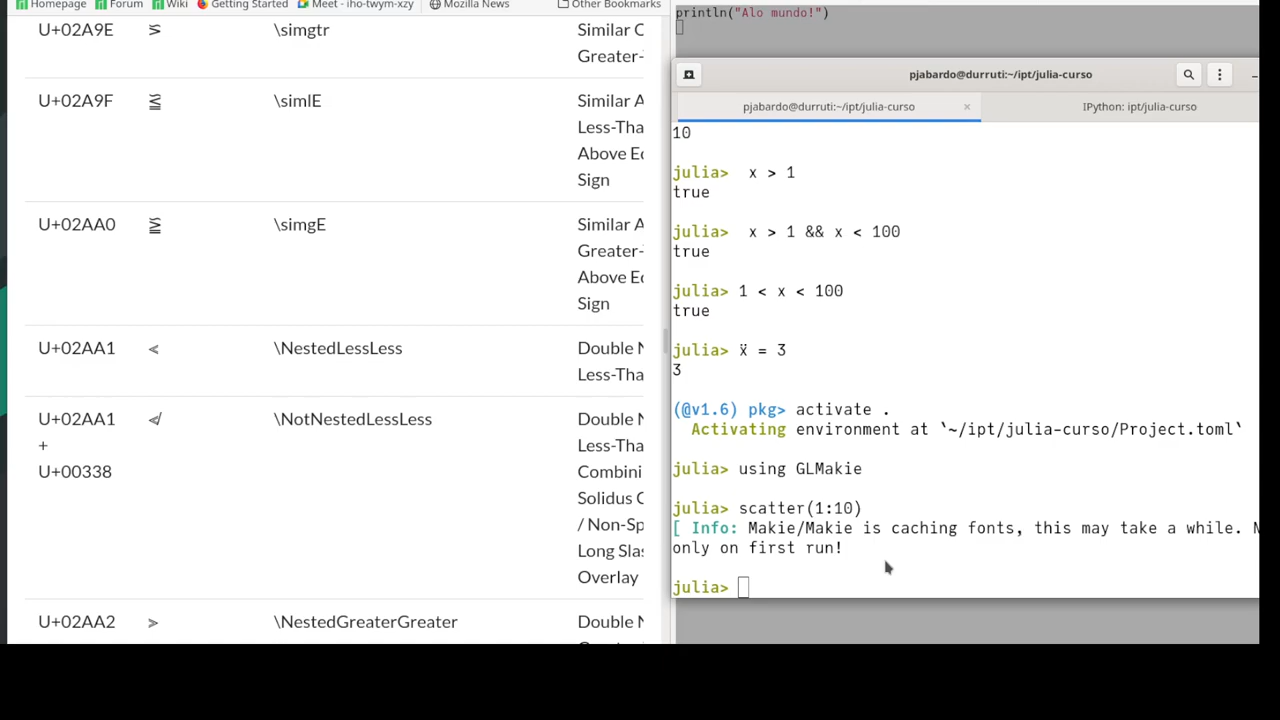 Homepage Forum Wiki Getting Started Meet - iho-twym-xzy Mozilla News Other Bookmarks
U+02A9E ⪞ \simgtr Similar
Greater-
U+02A9F ⪟ \simlE Similar A
Less-Tha
Above E
Sign
U+02AA0 ⪠ \simgE Similar A
Greater-
Above E
Sign
U+02AA1 ⪡ \NestedLessLess Double N
Less-Tha
U+02AA1 ⪡̸ \NotNestedLessLess Double N
+ Less-Tha
U+00338 Combini
Solidus
/ Non-Sp
Long Slas
Overlay
U+02AA2 ⪢ \NestedGreaterGreater Double N
println("Alo mundo!")
pjabardo@durruti:~/ipt/julia-curso
pjabardo@durruti:~/ipt/julia-curso × IPython: ipt/julia-curso
10
julia> x > 1
true
julia> x > 1 && x < 100
true
julia> 1 < x < 100
true
julia> ẍ = 3
3
(@v1.6) pkg> activate .
Activating environment at `~/ipt/julia-curso/Project.toml`
julia> using GLMakie
julia> scatter(1:10)
[ Info: Makie/Makie is caching fonts, this may take a while. N
only on first run!
julia>